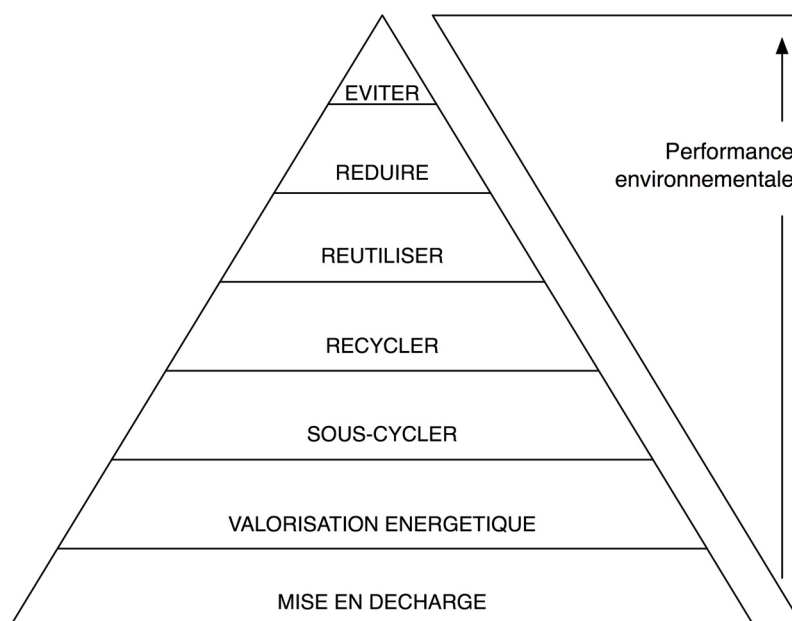 EVITER
REDUIRE
Performance
environnementale
REUTILISER
RECYCLER
SOUS-CYCLER
VALORISATION ENERGETIQUE
MISE EN DECHARGE